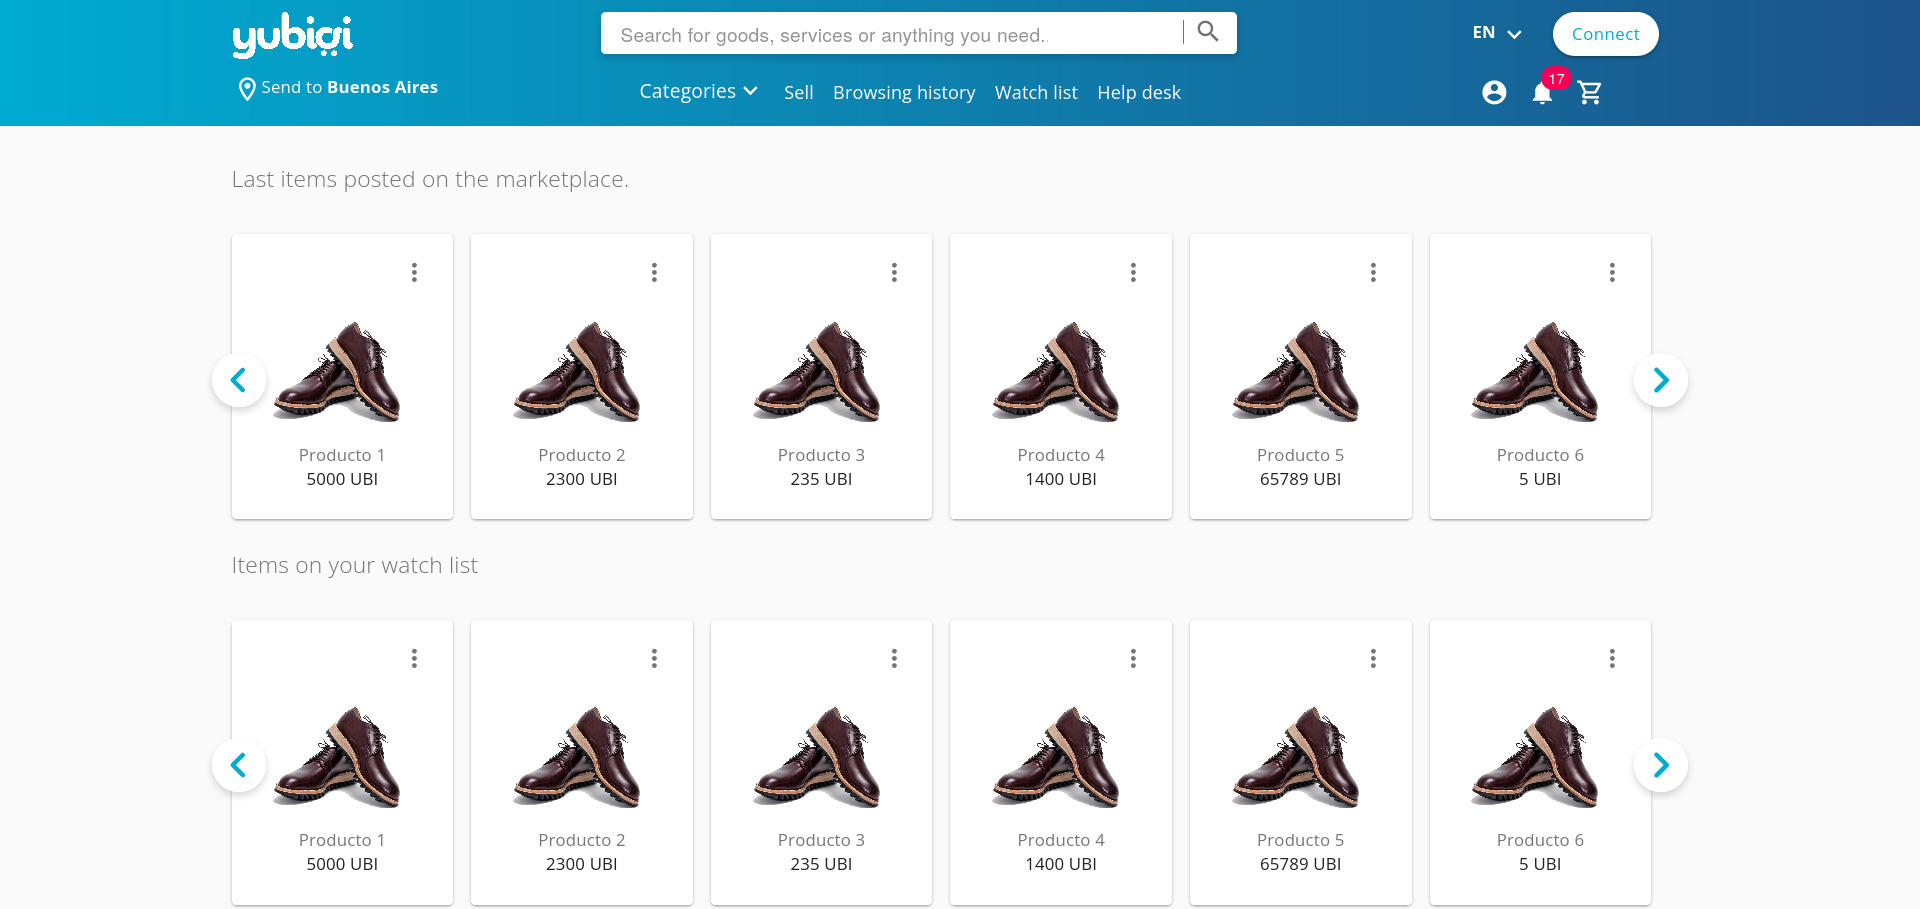 yubiqi
Search for goods, services or anything you need..
EN
Connect
Send to Buenos Aires
Categories
Sell
Browsing history
Watch list
Help desk
17
Last items posted on the marketplace.
Producto 1
5000 UBI
Producto 2
2300 UBI
Producto 3
235 UBI
Producto 4
1400 UBI
Producto 5
65789 UBI
Producto 6
5 UBI
Items on your watch list
Producto 1
5000 UBI
Producto 2
2300 UBI
Producto 3
235 UBI
Producto 4
1400 UBI
Producto 5
65789 UBI
Producto 6
5 UBI